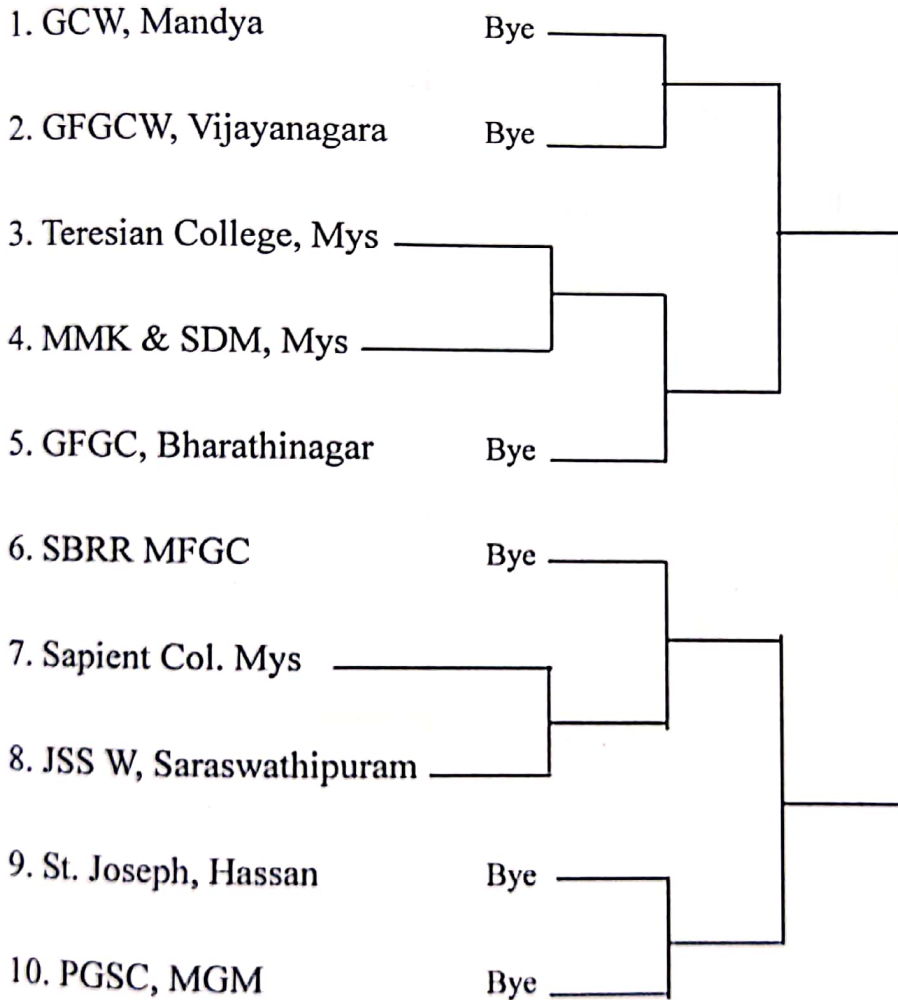 1. GCW, Mandya Bye
2. GFGCW, Vijayanagara Bye
3. Teresian College, Mys
4. MMK & SDM, Mys
5. GFGC, Bharathinagar Bye
6. SBRR MFGC Bye
7. Sapient Col. Mys
8. JSS W, Saraswathipuram
9. St. Joseph, Hassan Bye
10. PGSC, MGM Bye